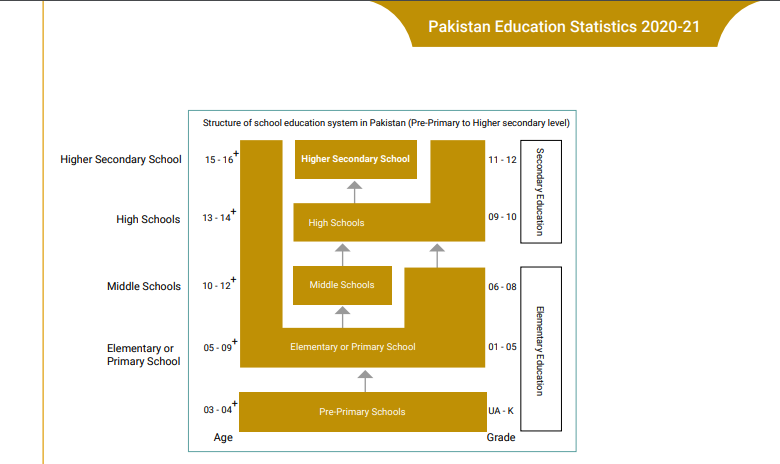 Pakistan Education Statistics 2020-21
Structure of school education system in Pakistan (Pre-Primary to Higher secondary level)
Higher Secondary School
15 - 16+
Higher Secondary School
11 - 12
Secondary Education
High Schools
13 - 14+
High Schools
09 - 10
Middle Schools
10 - 12+
Middle Schools
06 - 08
Elementary Education
Elementary or
Primary School
05 - 09+
Elementary or Primary School
01 - 05
03 - 04+
Pre-Primary Schools
UA - K
Age
Grade